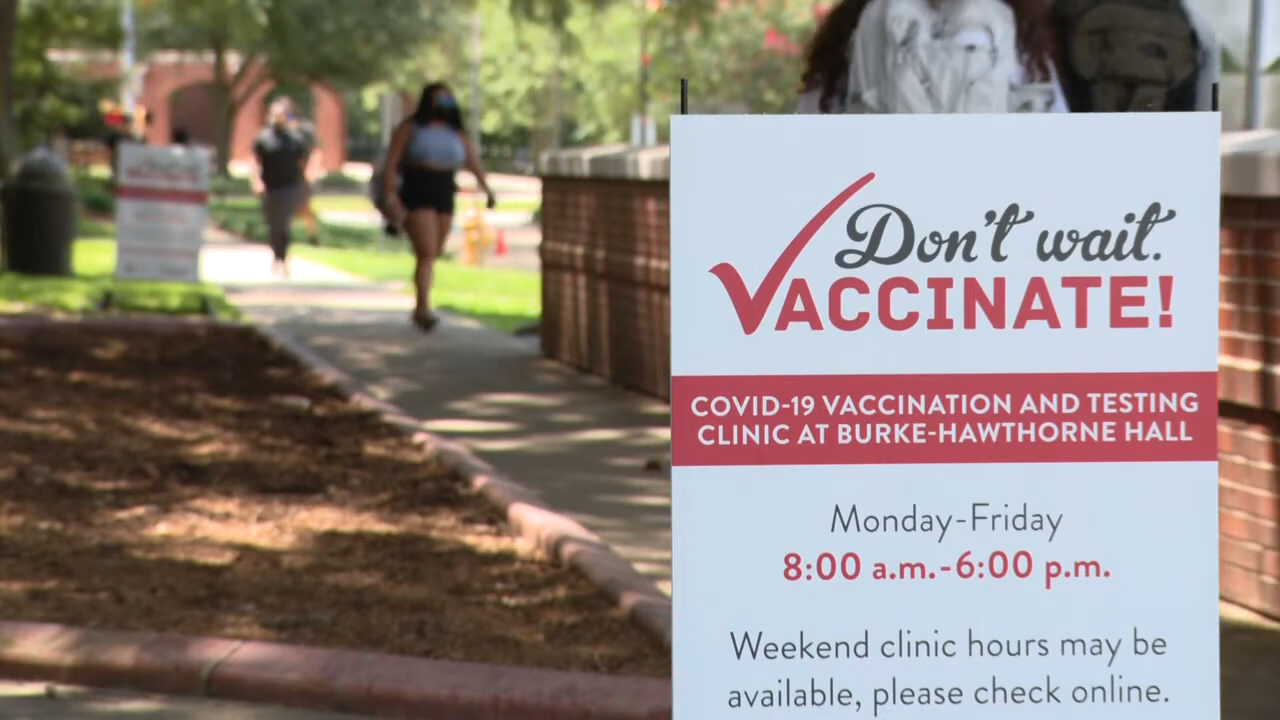 Don't wait.
VACCINATE!
COVID-19 VACCINATION AND TESTING
CLINIC AT BURKE-HAWTHORNE HALL
Monday-Friday
8:00 a.m.-6:00 p.m.
Weekend clinic hours may be
available, please check online.